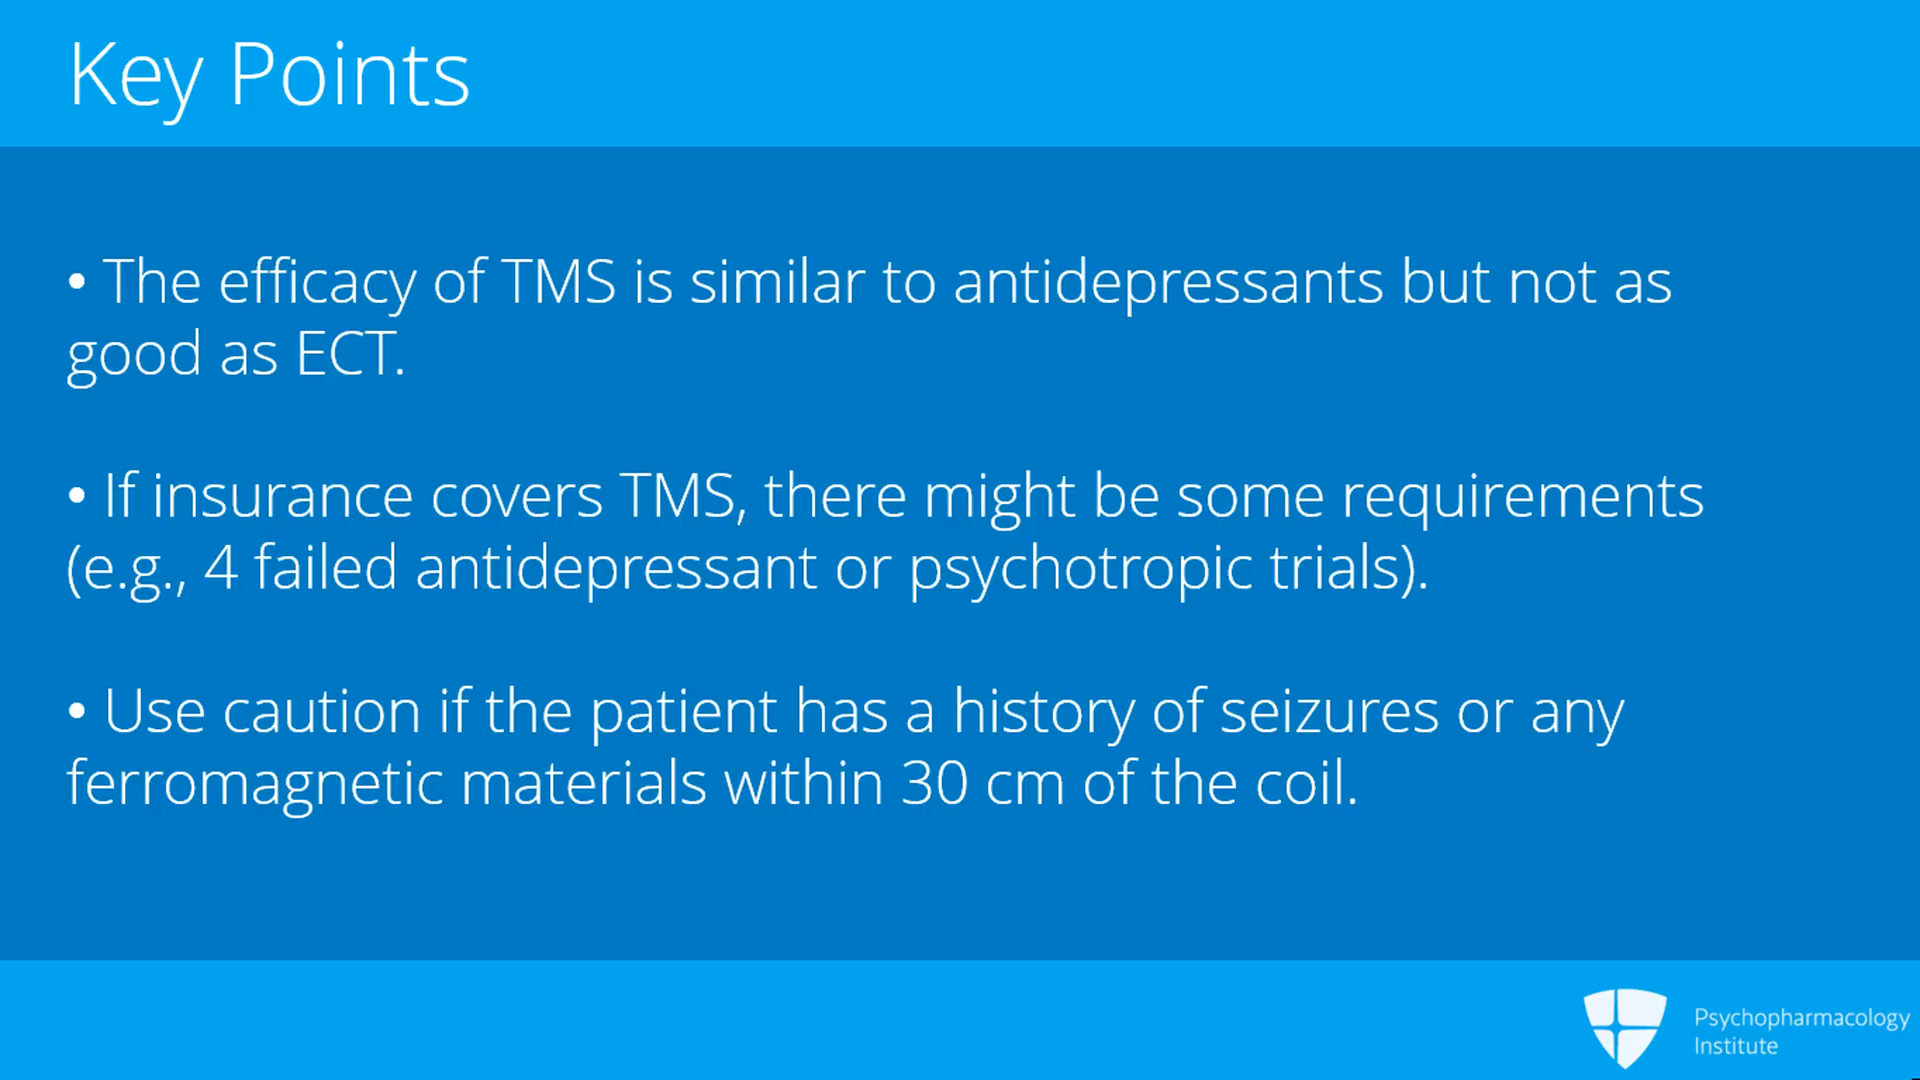 Key Points
• The efficacy of TMS is similar to antidepressants but not as
good as ECT.
• If insurance covers TMS, there might be some requirements
(e.g., 4 failed antidepressant or psychotropic trials).
• Use caution if the patient has a history of seizures or any
ferromagnetic materials within 30 cm of the coil.
Psychopharmacology
Institute